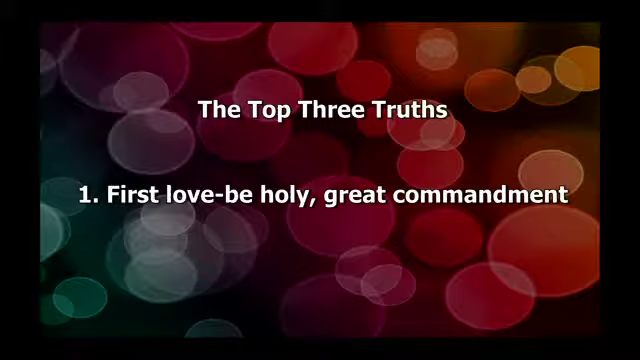 The Top Three Truths
1. First love-be holy, great commandment